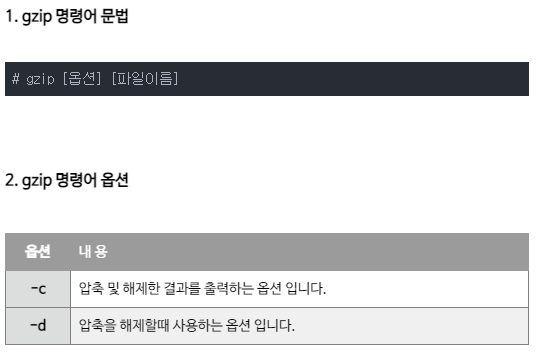 1. gzip 명령어 문법
# gzip [옵션] [파일이름]
2. gzip 명령어 옵션
옵션 내 용
-c 압축 및 해제한 결과를 출력하는 옵션 입니다.
-d 압축을 해제할때 사용하는 옵션 입니다.